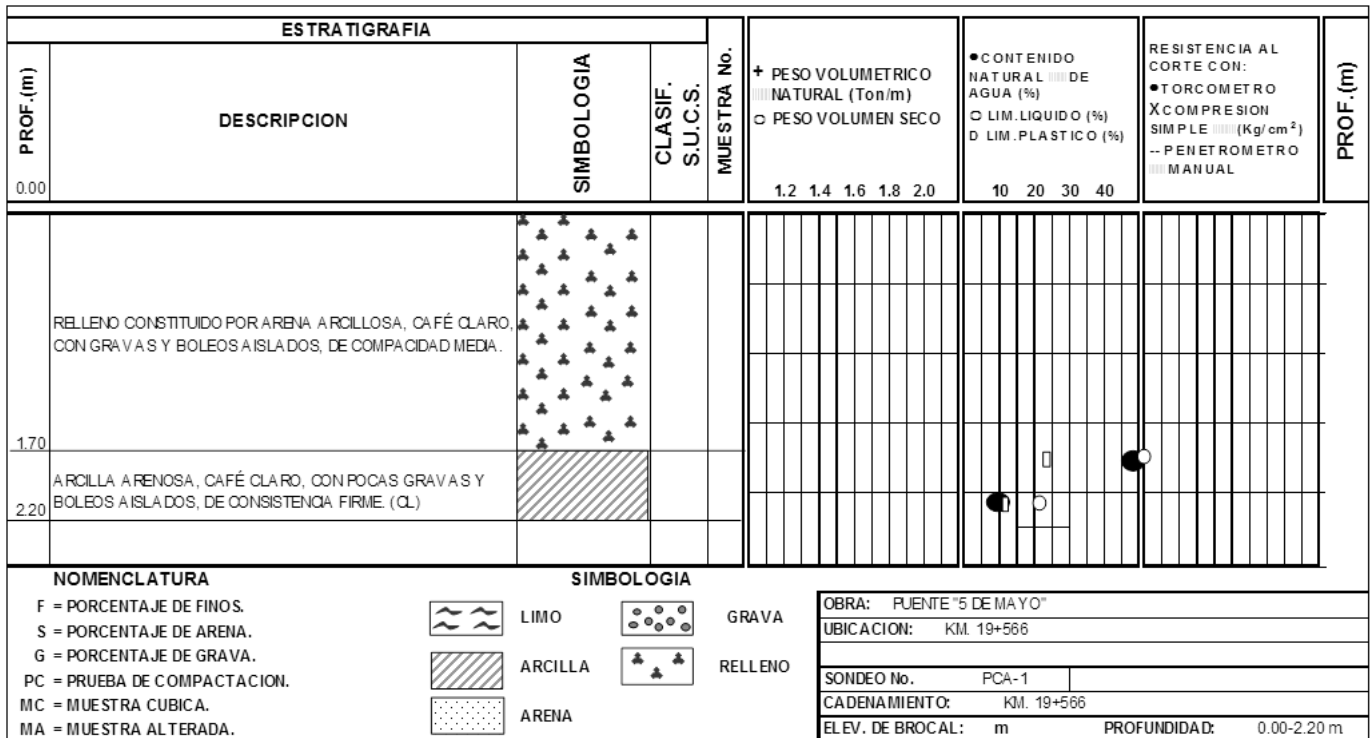 ESTRATIGRAFIA
PROF.(m)
0.00
DESCRIPCION
SIMBOLOGIA
CLASIF.
S.U.C.S.
MUESTRA No.
+ PESO VOLUMETRICO
NATURAL (Ton/m)
PESO VOLUMEN SECO
1.2 1.4 1.6 1.8 2.0
●CONTENIDO
NATURAL DE
AGUA (%)
LIM.LIQUIDO (%)
D LIM.PLASTICO (%)
10 20 30 40
RESISTENCIA AL
CORTE CON:
●TORCOMETRO
XCOMPRESION
SIMPLE (Kg/cm²)
-- PENETROMETRO
MANUAL
PROF.(m)
RELLENO CONSTITUIDO POR ARENA ARCILLOSA, CAFÉ CLARO,
CON GRAVAS Y BOLEOS AISLADOS, DE COMPACIDAD MEDIA.
1.70
ARCILLA ARENOSA, CAFÉ CLARO, CON POCAS GRAVAS Y
BOLEOS AISLADOS, DE CONSISTENCIA FIRME. (CL)
2.20
NOMENCLATURA
F = PORCENTAJE DE FINOS.
S = PORCENTAJE DE ARENA.
G = PORCENTAJE DE GRAVA.
PC = PRUEBA DE COMPACTACION.
MC = MUESTRA CUBICA.
MA = MUESTRA ALTERADA.
SIMBOLOGIA
LIMO
GRAVA
ARCILLA
RELLENO
ARENA
OBRA: PUENTE "5 DE MAYO"
UBICACION: KM. 19+566
SONDEO No. PCA-1
CADENAMIENTO: KM. 19+566
ELEV. DE BROCAL: m PROFUNDIDAD: 0.00-2.20 m.